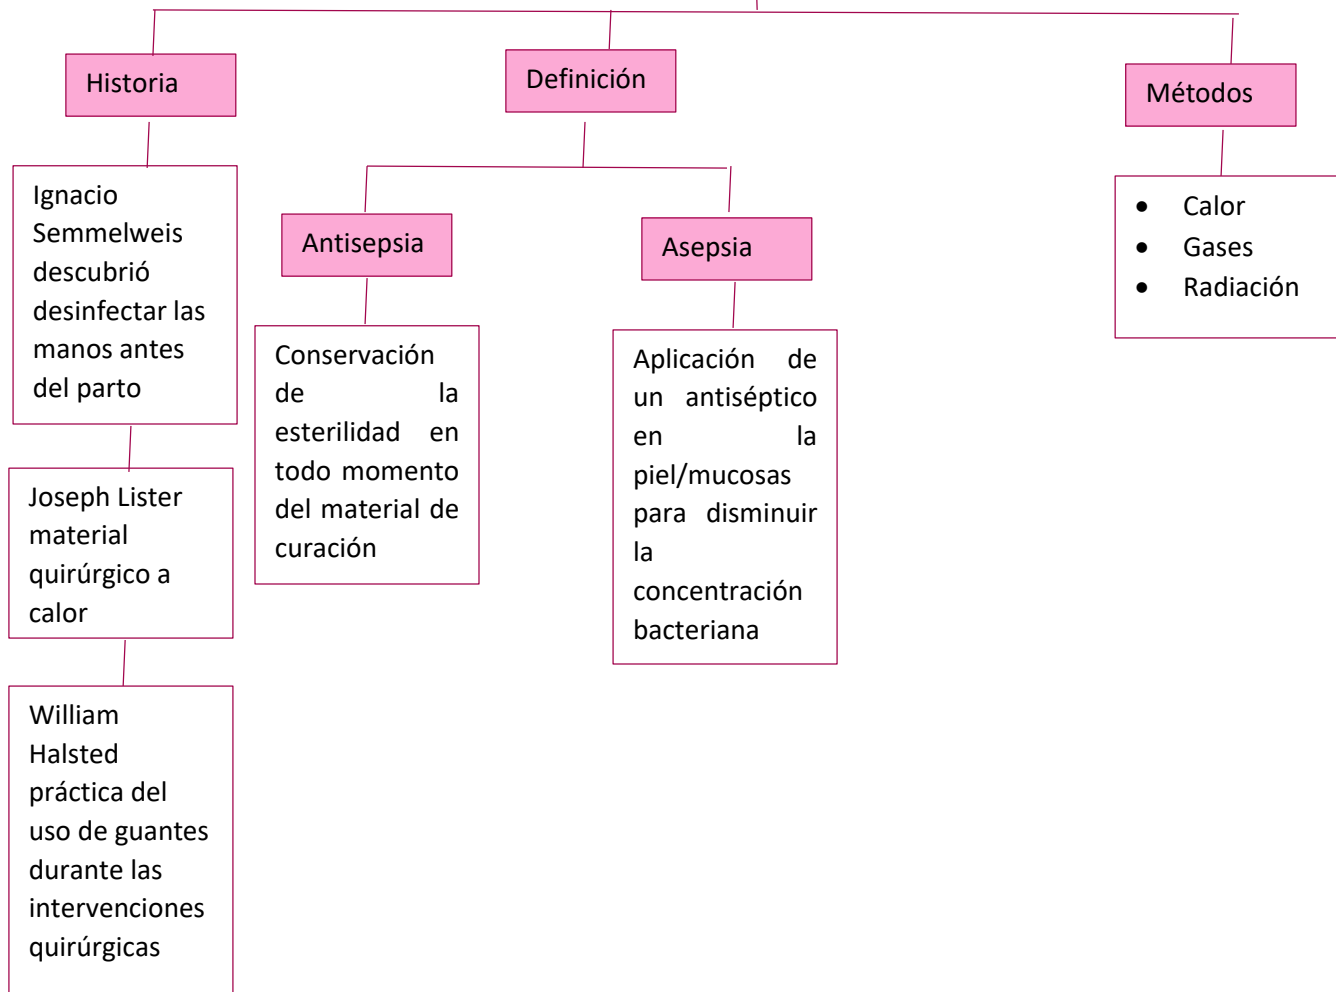 Historia
Definición
Métodos
Ignacio
Semmelweis
descubrió
desinfectar las
manos antes
del parto
Antisepsia
Asepsia
• Calor
• Gases
• Radiación
Conservación
de la
esterilidad en
todo momento
del material de
curación
Aplicación de
un antiséptico
en la
piel/mucosas
para disminuir
la
concentración
bacteriana
Joseph Lister
material
quirúrgico a
calor
William
Halsted
práctica del
uso de guantes
durante las
intervenciones
quirúrgicas